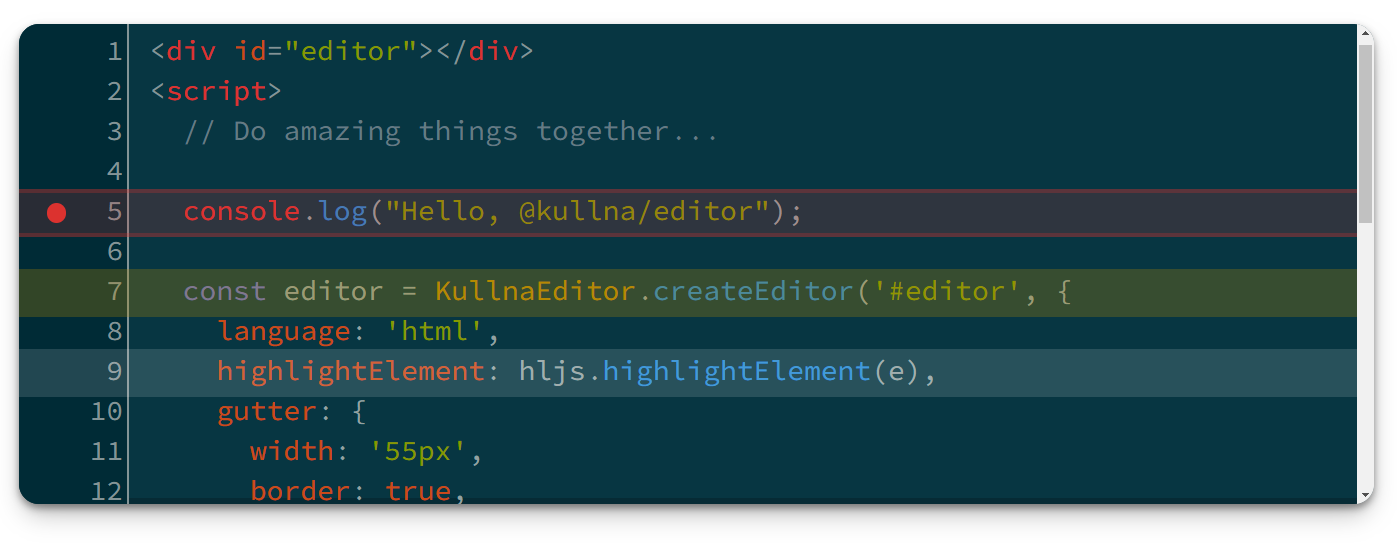 1 <div id="editor"></div>
2 <script>
3   // Do amazing things together...
4
5   console.log("Hello, @kullna/editor");
6
7   const editor = KullnaEditor.createEditor('#editor', {
8     language: 'html',
9     highlightElement: hljs.highlightElement(e),
10     gutter: {
11       width: '55px',
12       border: true,